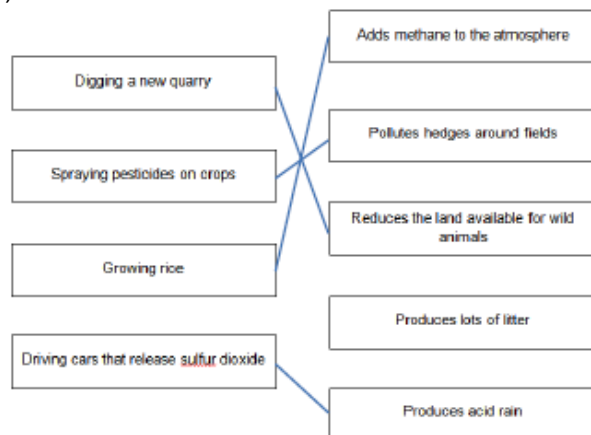 )
Adds methane to the atmosphere
Digging a new quarry
Pollutes hedges around fields
Spraying pesticides on crops
Reduces the land available for wild
animals
Growing rice
Produces lots of litter
Driving cars that release sulfur dioxide
Produces acid rain